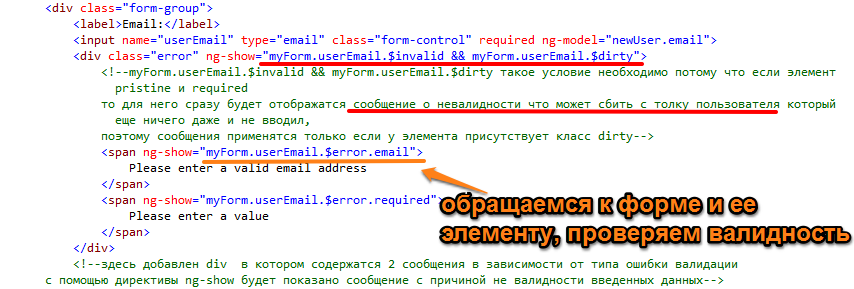 <div class="form-group">
<label>Email:</label>
<input name="userEmail" type="email" class="form-control" required ng-model="newUser.email">
<div class="error" ng-show="myForm.userEmail.$invalid && myForm.userEmail.$dirty">
<!--myForm.userEmail.$invalid && myForm.userEmail.$dirty такое условие необходимо потому что если элемент
pristine и required
то для него сразу будет отображатся сообщение о невалидности что может сбить с толку пользователя который
еще ничего даже и не вводил,
поэтому сообщения применятся только если у элемента присутствует класс dirty-->
<span ng-show="myForm.userEmail.$error.email">
Please enter a valid email address
</span>
<span ng-show="myForm.userEmail.$error.required">
Please enter a value
</span>
</div>
<!--здесь добавлен div в котором содержатся 2 сообщения в зависимости от типа ошибки валидации
с помощью директивы ng-show будет показано сообщение с причиной не валидности введенных данных-->
обращаемся к форме и ее
элементу, проверяем валидность